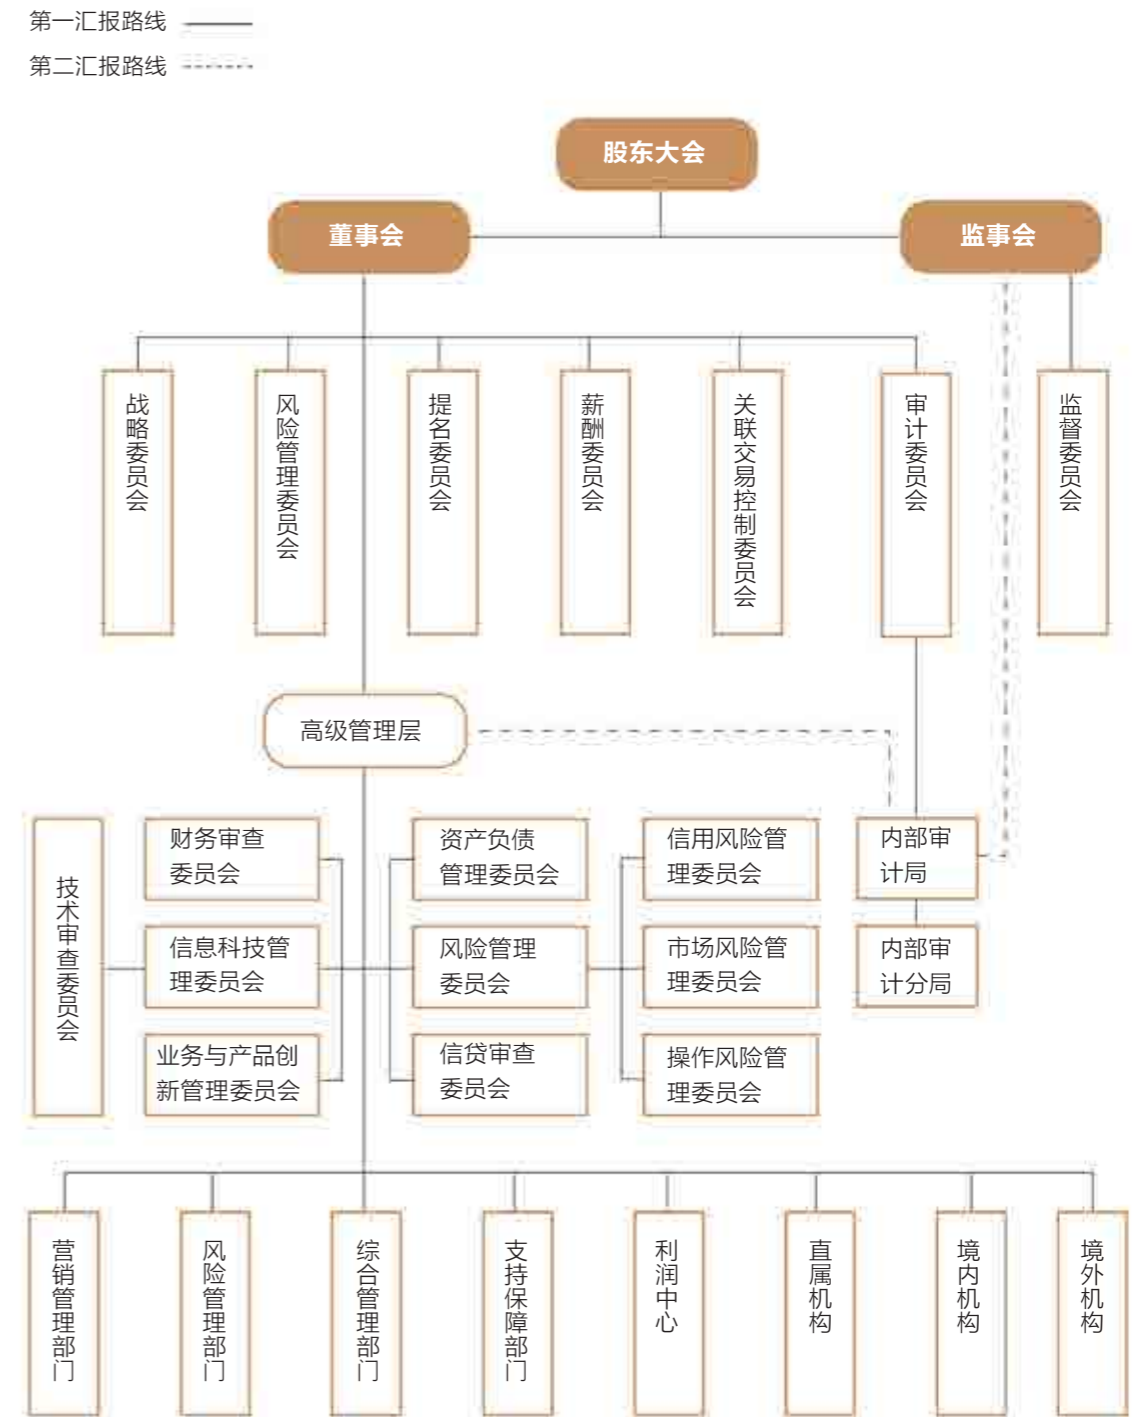 第一汇报路线
第二汇报路线
股东大会
董事会
监事会
战略委员会
风险管理委员会
提名委员会
薪酬委员会
关联交易控制委员会
审计委员会
监督委员会
高级管理层
技术审查委员会
财务审查
委员会
资产负债
管理委员会
信用风险管
理委员会
内部审
计局
信息科技管
理委员会
风险管理
委员会
市场风险管
理委员会
内部审
计分局
业务与产品创
新管理委员会
信贷审查
委员会
操作风险管
理委员会
营销管理部门
风险管理部门
综合管理部门
支持保障部门
利润中心
直属机构
境内机构
境外机构